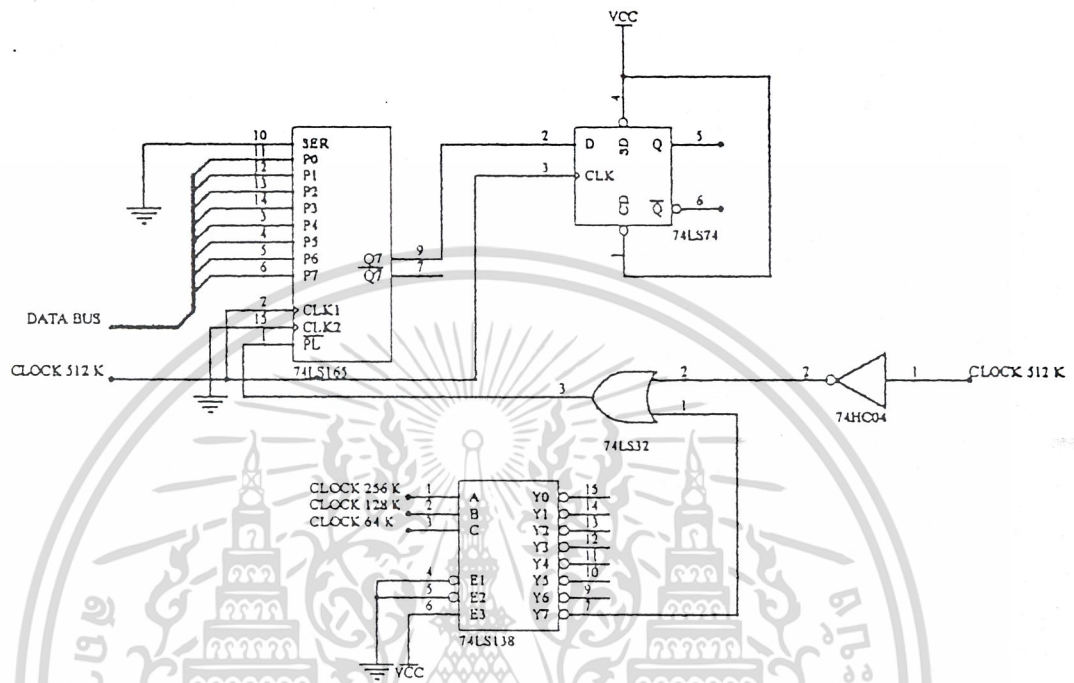 VCC
4
10 SER
11 P0
12 P1
13 P2
14 P3
3 P4
4 P5
5 P6
6 P7
Q7 9
Q7 7
2 CLK1
15 CLK2
1 PL
74LS165
2 D SD Q 5
3 CLK
CD Q 6
1
74LS74
DATA BUS
CLOCK 512 K
3
2
1
74LS32
2
1
CLOCK 512 K
74HC04
CLOCK 256 K 1 A
CLOCK 128 K 2 B
CLOCK 64 K 3 C
4 E1
5 E2
6 E3
Y0 15
Y1 14
Y2 13
Y3 12
Y4 11
Y5 10
Y6 9
Y7 7
74LS138
VCC